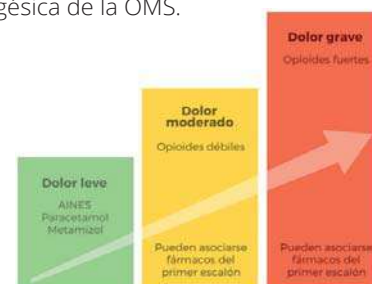 gésica de la OMS.
Dolor grave
Opioides fuertes
Dolor
moderado
Opioides débiles
Dolor leve
AINES
Paracetamol
Metamizol
Pueden asociarse
fármacos del
primer escalón
Pueden asociarse
fármacos del
primer escalón